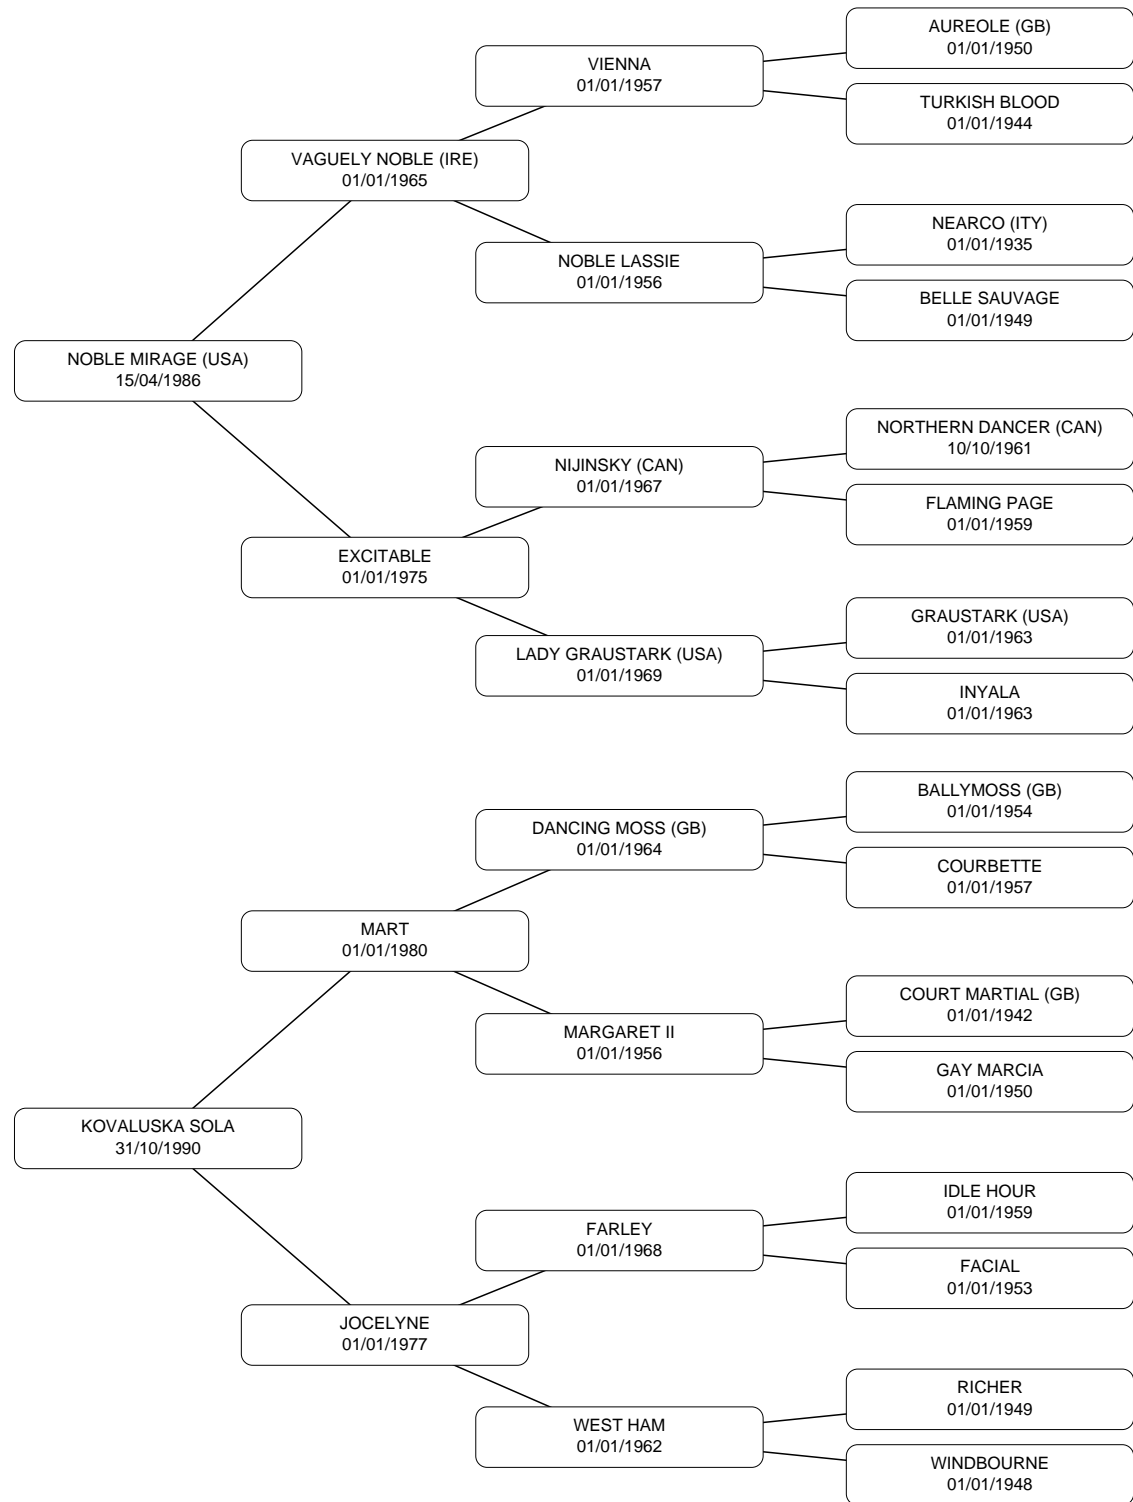 AUREOLE (GB)
01/01/1950
VIENNA
01/01/1957
TURKISH BLOOD
01/01/1944
VAGUELY NOBLE (IRE)
01/01/1965
NEARCO (ITY)
01/01/1935
NOBLE LASSIE
01/01/1956
BELLE SAUVAGE
01/01/1949
NOBLE MIRAGE (USA)
15/04/1986
NORTHERN DANCER (CAN)
10/10/1961
NIJINSKY (CAN)
01/01/1967
FLAMING PAGE
01/01/1959
EXCITABLE
01/01/1975
GRAUSTARK (USA)
01/01/1963
LADY GRAUSTARK (USA)
01/01/1969
INYALA
01/01/1963
BALLYMOSS (GB)
01/01/1954
DANCING MOSS (GB)
01/01/1964
COURBETTE
01/01/1957
MART
01/01/1980
COURT MARTIAL (GB)
01/01/1942
MARGARET II
01/01/1956
GAY MARCIA
01/01/1950
KOVALUSKA SOLA
31/10/1990
IDLE HOUR
01/01/1959
FARLEY
01/01/1968
FACIAL
01/01/1953
JOCELYNE
01/01/1977
RICHER
01/01/1949
WEST HAM
01/01/1962
WINDBOURNE
01/01/1948